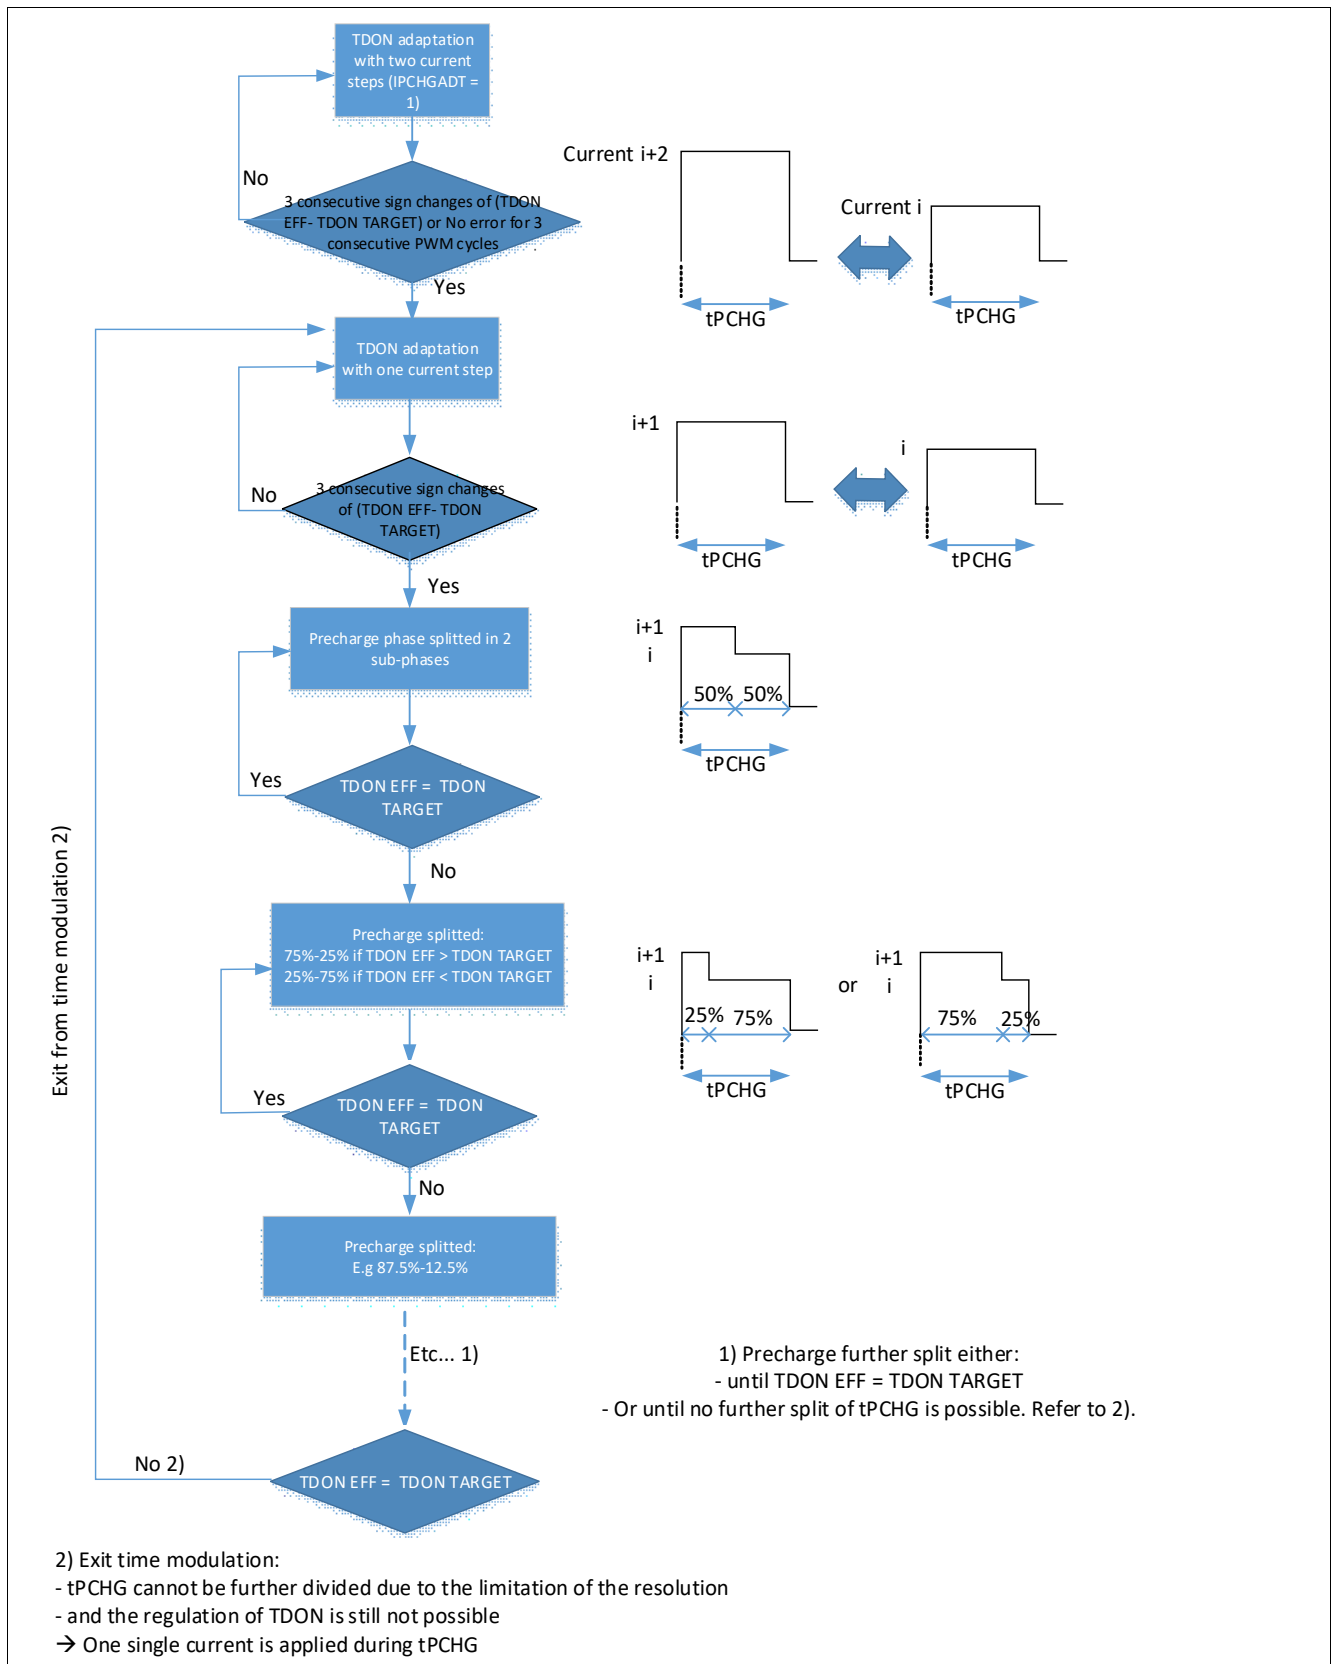 TDON adaptation
with two current
steps (IPCHGADT =
1)
No
3 consecutive sign changes of (TDON
EFF- TDON TARGET) or No error for 3
consecutive PWM cycles
Yes
Current i+2
Current i
tPCHG
tPCHG
TDON adaptation
with one current step
No
3 consecutive sign changes
of (TDON EFF- TDON
TARGET)
Yes
i+1
i
tPCHG
tPCHG
Precharge phase splitted in 2
sub-phases
i+1
i
50%
50%
tPCHG
Yes
TDON EFF = TDON
TARGET
No
Precharge splitted:
75%-25% if TDON EFF > TDON TARGET
25%-75% if TDON EFF < TDON TARGET
i+1
i
25%
75%
tPCHG
or
i+1
i
75%
25%
tPCHG
Yes
TDON EFF = TDON
TARGET
No
Precharge splitted:
E.g 87.5%-12.5%
Etc... 1)
1) Precharge further split either:
- until TDON EFF = TDON TARGET
- Or until no further split of tPCHG is possible. Refer to 2).
No 2)
TDON EFF = TDON TARGET
Exit from time modulation 2)
2) Exit time modulation:
- tPCHG cannot be further divided due to the limitation of the resolution
- and the regulation of TDON is still not possible
→ One single current is applied during tPCHG